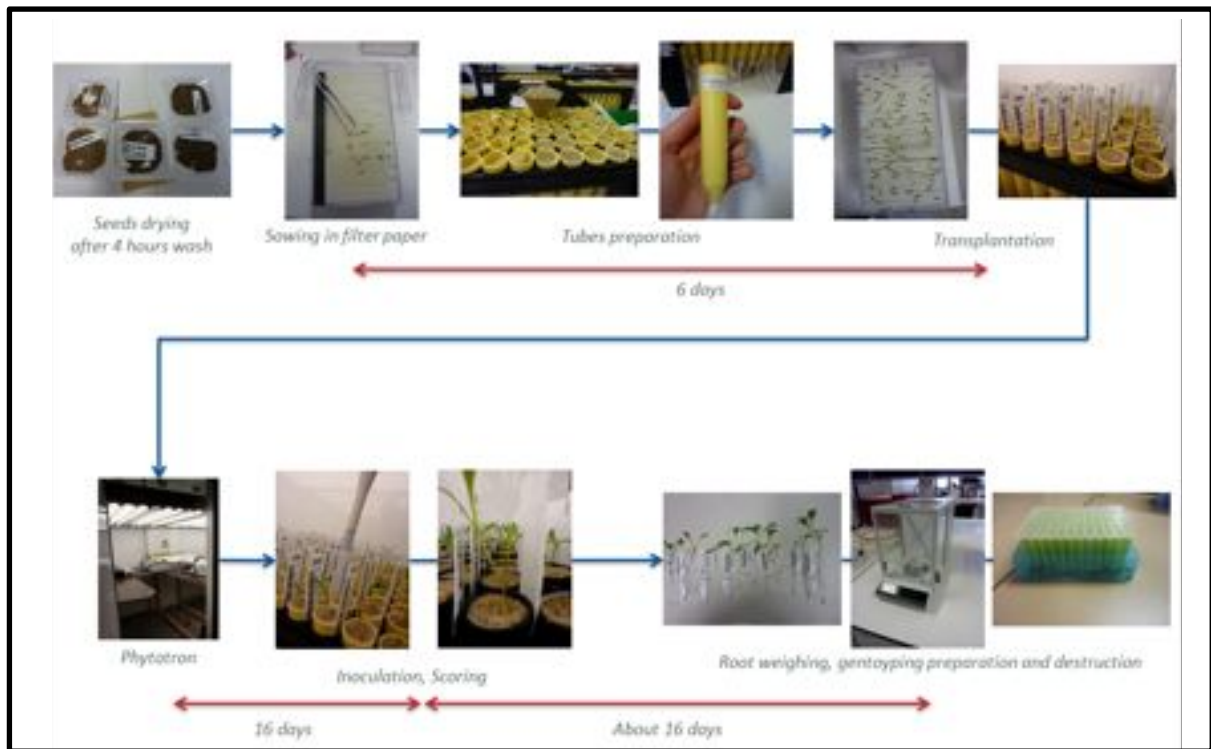 Seeds drying
after 4 hours wash
Sowing in filter paper
Tubes preparation
Transplantation
6 days
Phytatron
Inoculation, Scoring
Root weighing, gentoyping preparation and destruction
16 days
About 16 days